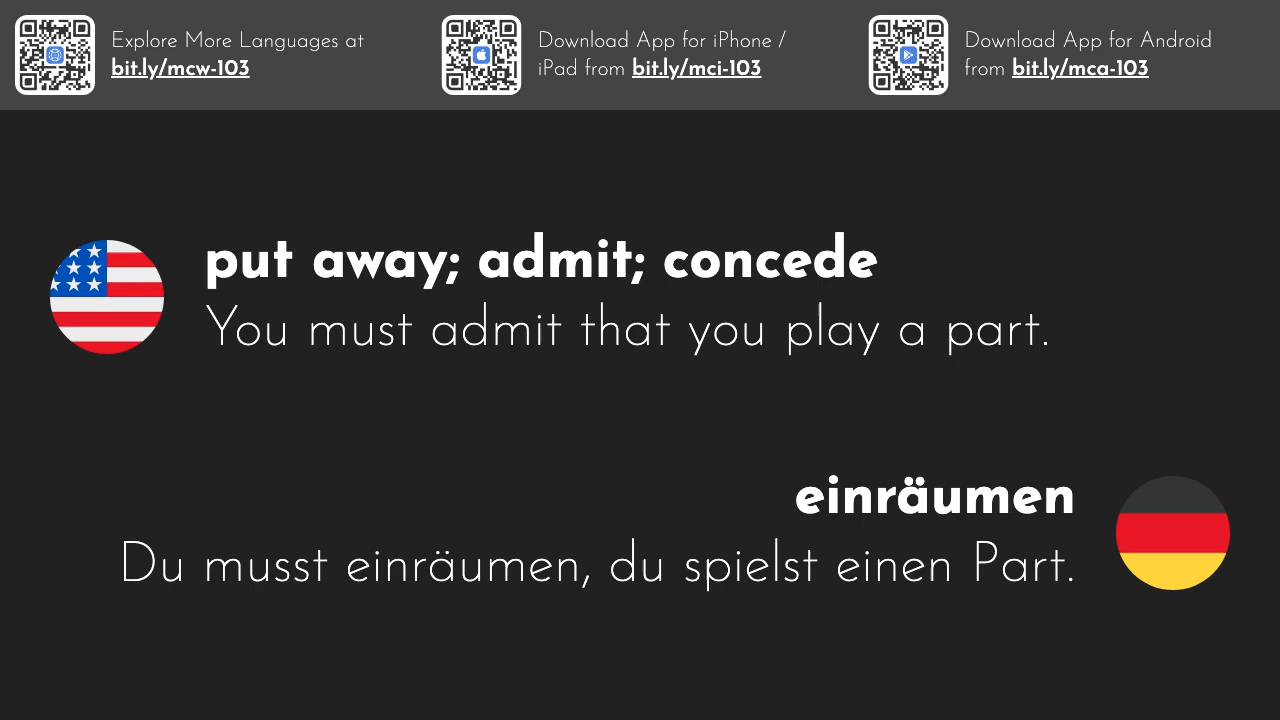 Explore More Languages at
bit.ly/mcw-103
Download App for iPhone /
iPad from bit.ly/mci-103
Download App for Android
from bit.ly/mca-103
put away; admit; concede
You must admit that you play a part.
einräumen
Du musst einräumen, du spielst einen Part.